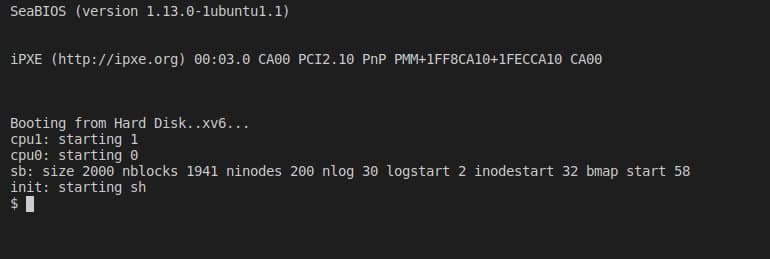 SeaBIOS (version 1.13.0-1ubuntu1.1)
iPXE (http://ipxe.org) 00:03.0 CA00 PCI2.10 PnP PMM+1FF8CA10+1FECCA10 CA00
Booting from Hard Disk..xv6...
cpu1: starting 1
cpu0: starting 0
sb: size 2000 nblocks 1941 ninodes 200 nlog 30 logstart 2 inodestart 32 bmap start 58
init: starting sh
$